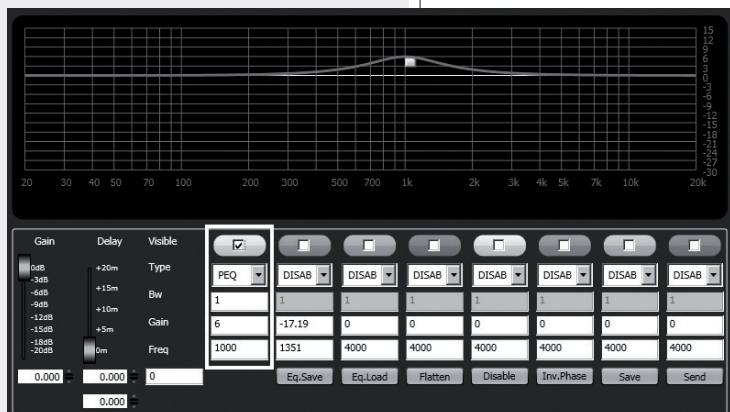 15
12
9
6
3
0
-3
-6
-9
-12
-15
-18
-21
-24
-27
-30
20 30 40 50 70 100 200 300 500 700 1k 2k 3k 4k 5k 7k 10k 20k
Gain Delay Visible
0dB +20m Type PEQ DISAB DISAB DISAB DISAB DISAB DISAB DISAB
-3dB
-6dB +15m Bw 1 1 1 1 1 1 1 1
-9dB +10m
-12dB Gain 6 -17.19 0 0 0 0 0 0
-15dB +5m
-18dB
-20dB 0m Freq 1000 1351 4000 4000 4000 4000 4000 4000
0.000 0.000 0 Eq.Save Eq.Load Flatten Disable Inv.Phase Save Send
0.000